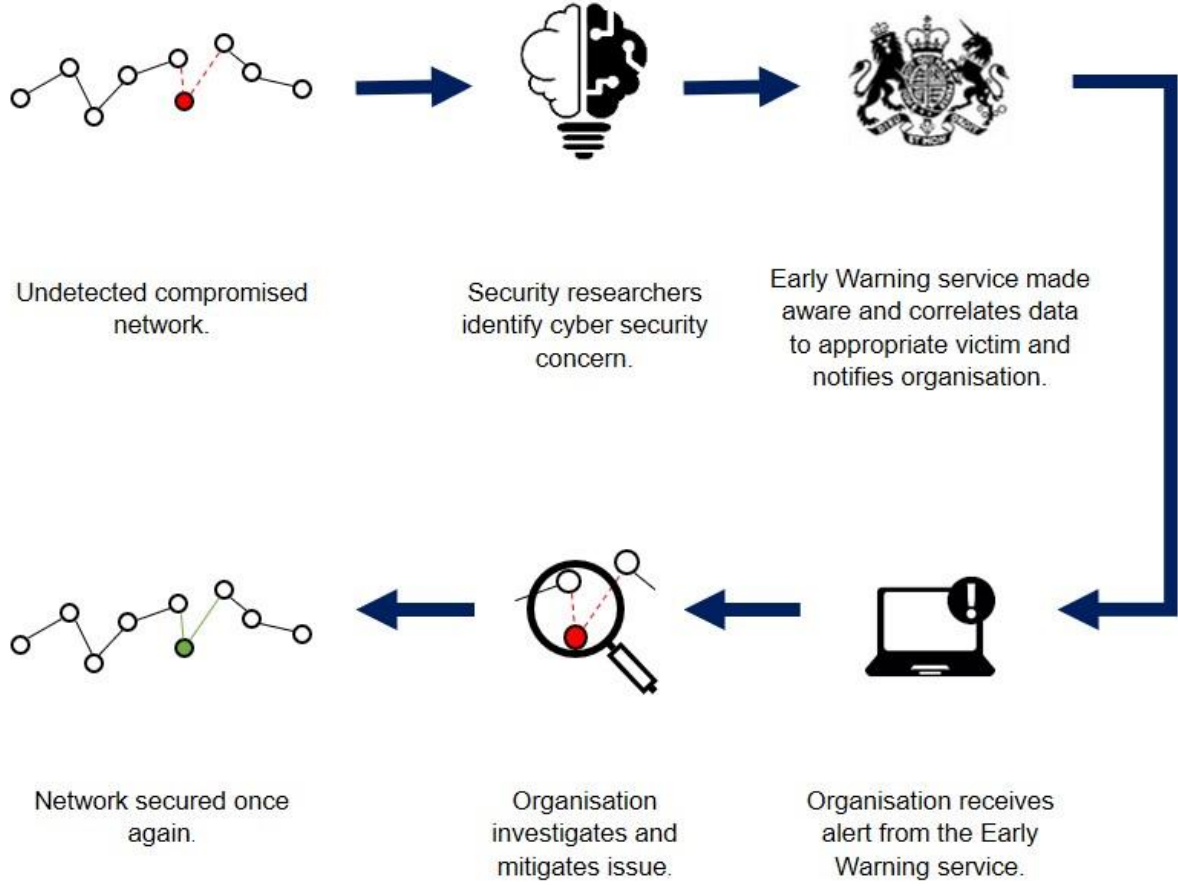 Undetected compromised
network.
Security researchers
identify cyber security
concern.
Early Warning service made
aware and correlates data
to appropriate victim and
notifies organisation.
Organisation receives
alert from the Early
Warning service.
Organisation
investigates and
mitigates issue.
Network secured once
again.